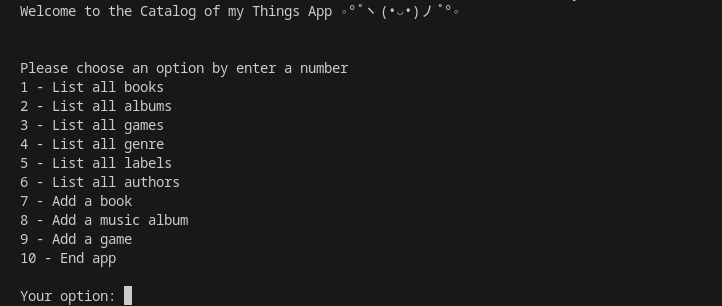 Welcome to the Catalog of my Things App ◦°˚ヽ(•◡•)ノ˚°◦
Please choose an option by enter a number
1 - List all books
2 - List all albums
3 - List all games
4 - List all genre
5 - List all labels
6 - List all authors
7 - Add a book
8 - Add a music album
9 - Add a game
10 - End app
Your option: